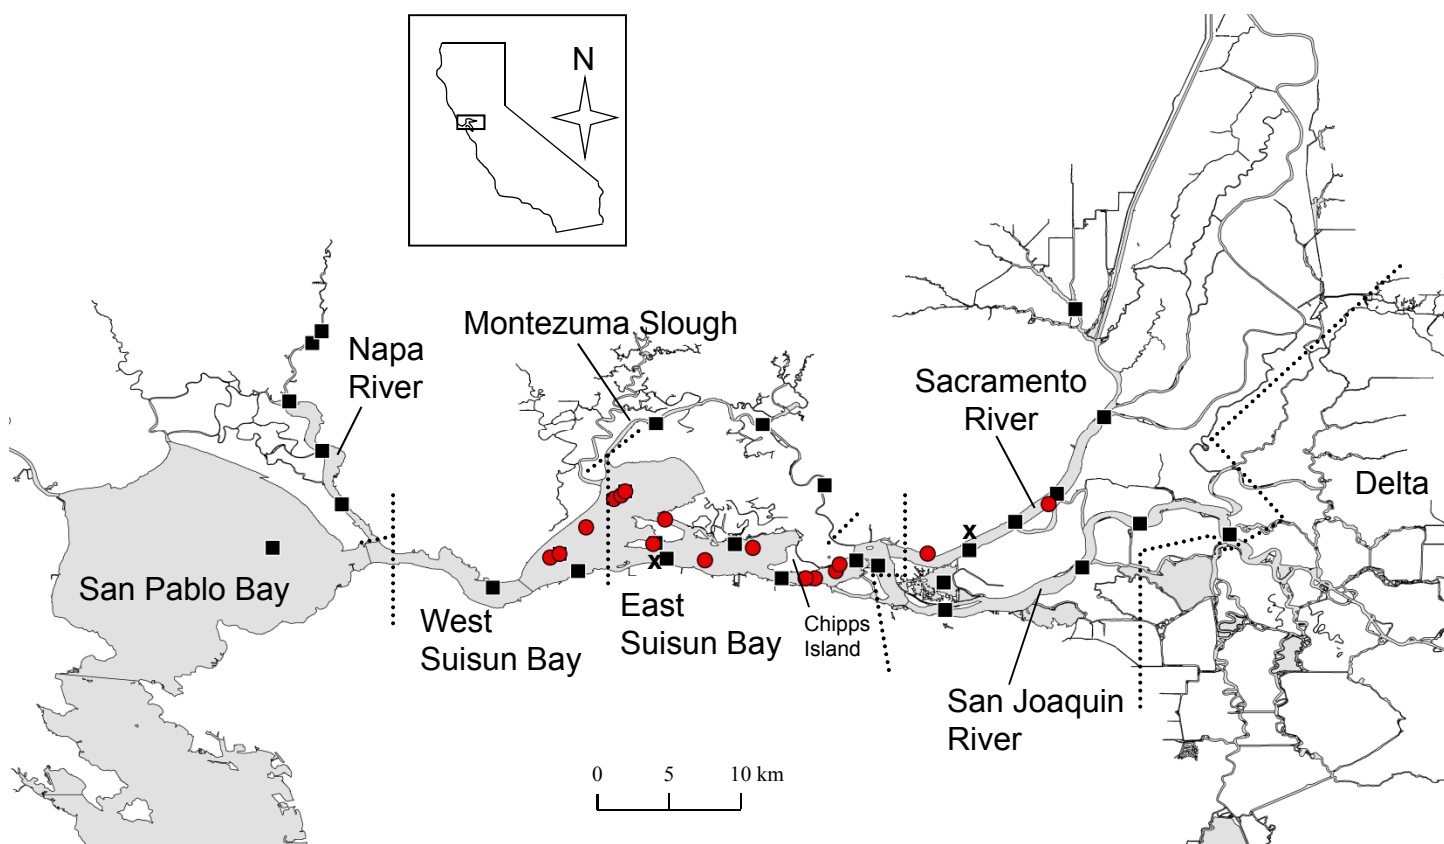 N
Montezuma Slough
Napa
River
Sacramento
River
Delta
San Pablo Bay
West
Suisun Bay
East
Suisun Bay
Chipps
Island
San Joaquin
River
x
x
0 5 10 km